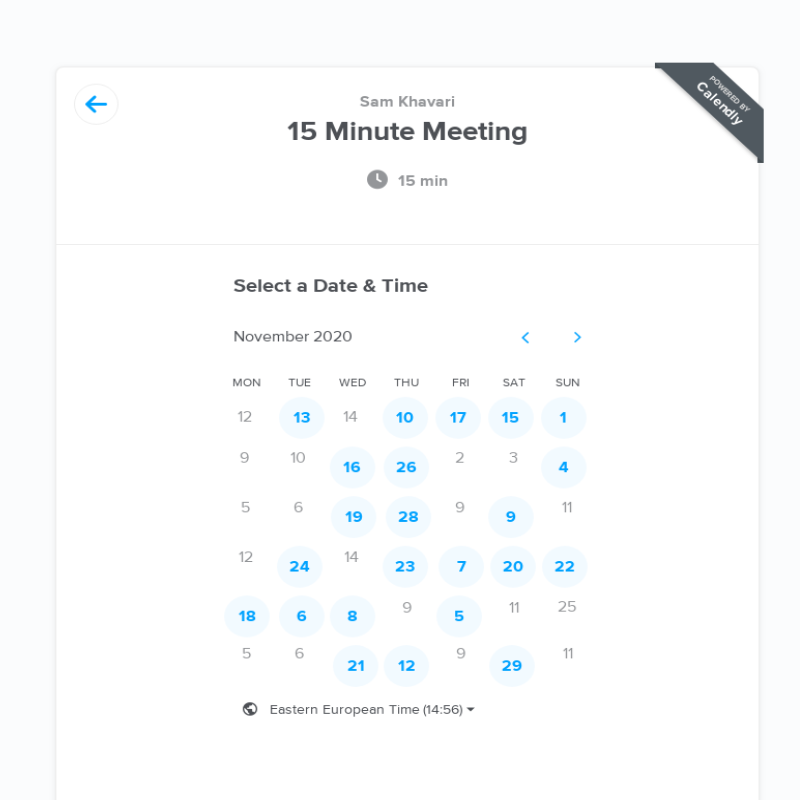 POWERED BY
Calendly
Sam Khavari
15 Minute Meeting
15 min
Select a Date & Time
November 2020
MON TUE WED THU FRI SAT SUN
12 13 14 10 17 15 1
9 10 16 26 2 3 4
5 6 19 28 9 9 11
12 24 14 23 7 20 22
18 6 8 9 5 11 25
5 6 21 12 9 29 11
Eastern European Time (14:56)